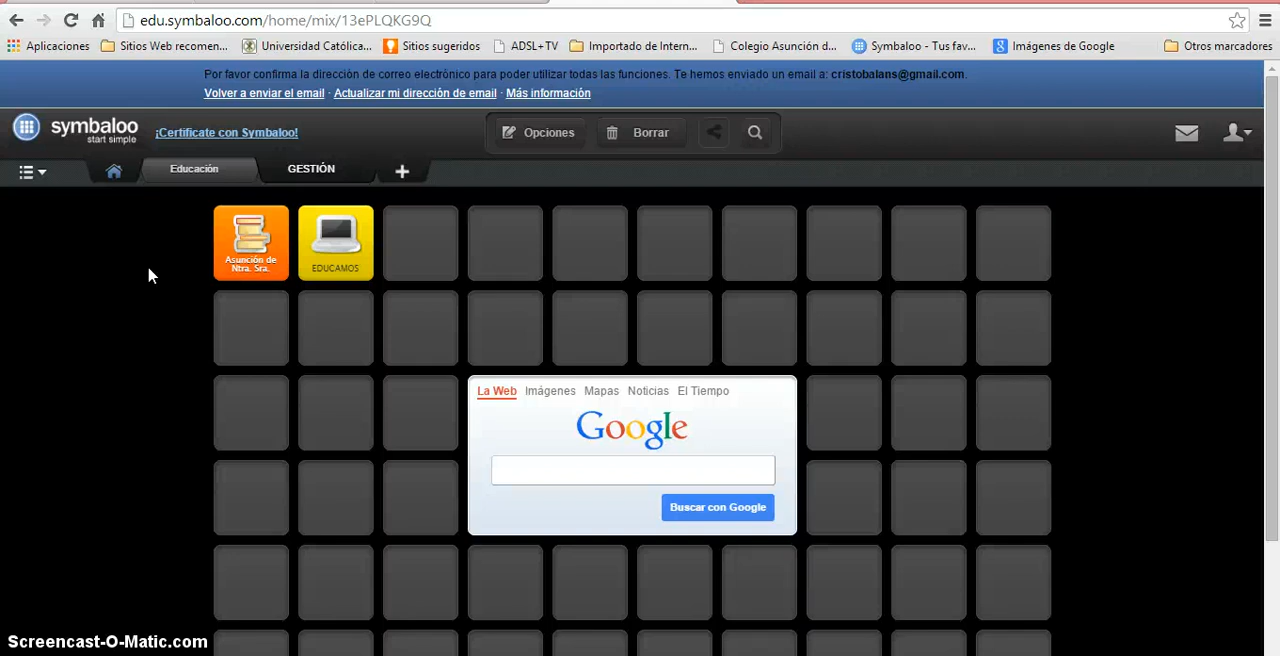 edu.symbaloo.com/home/mix/13ePLQKG9Q
Aplicaciones Sitios Web recomen... Universidad Católica... Sitios sugeridos ADSL+TV Importado de Intern... Colegio Asunción d... Symbaloo - Tus fav... Imágenes de Google Otros marcadores
Por favor confirma la dirección de correo electrónico para poder utilizar todas las funciones. Te hemos enviado un email a: cristobalans@gmail.com.
Volver a enviar el email · Actualizar mi dirección de email · Más información
symbaloo
start simple
¡Certificate con Symbaloo!
Opciones Borrar
Educación GESTIÓN
Asunción de
Ntra. Sra.
EDUCAMOS
La Web Imágenes Mapas Noticias El Tiempo
Google
Buscar con Google
Screencast-O-Matic.com